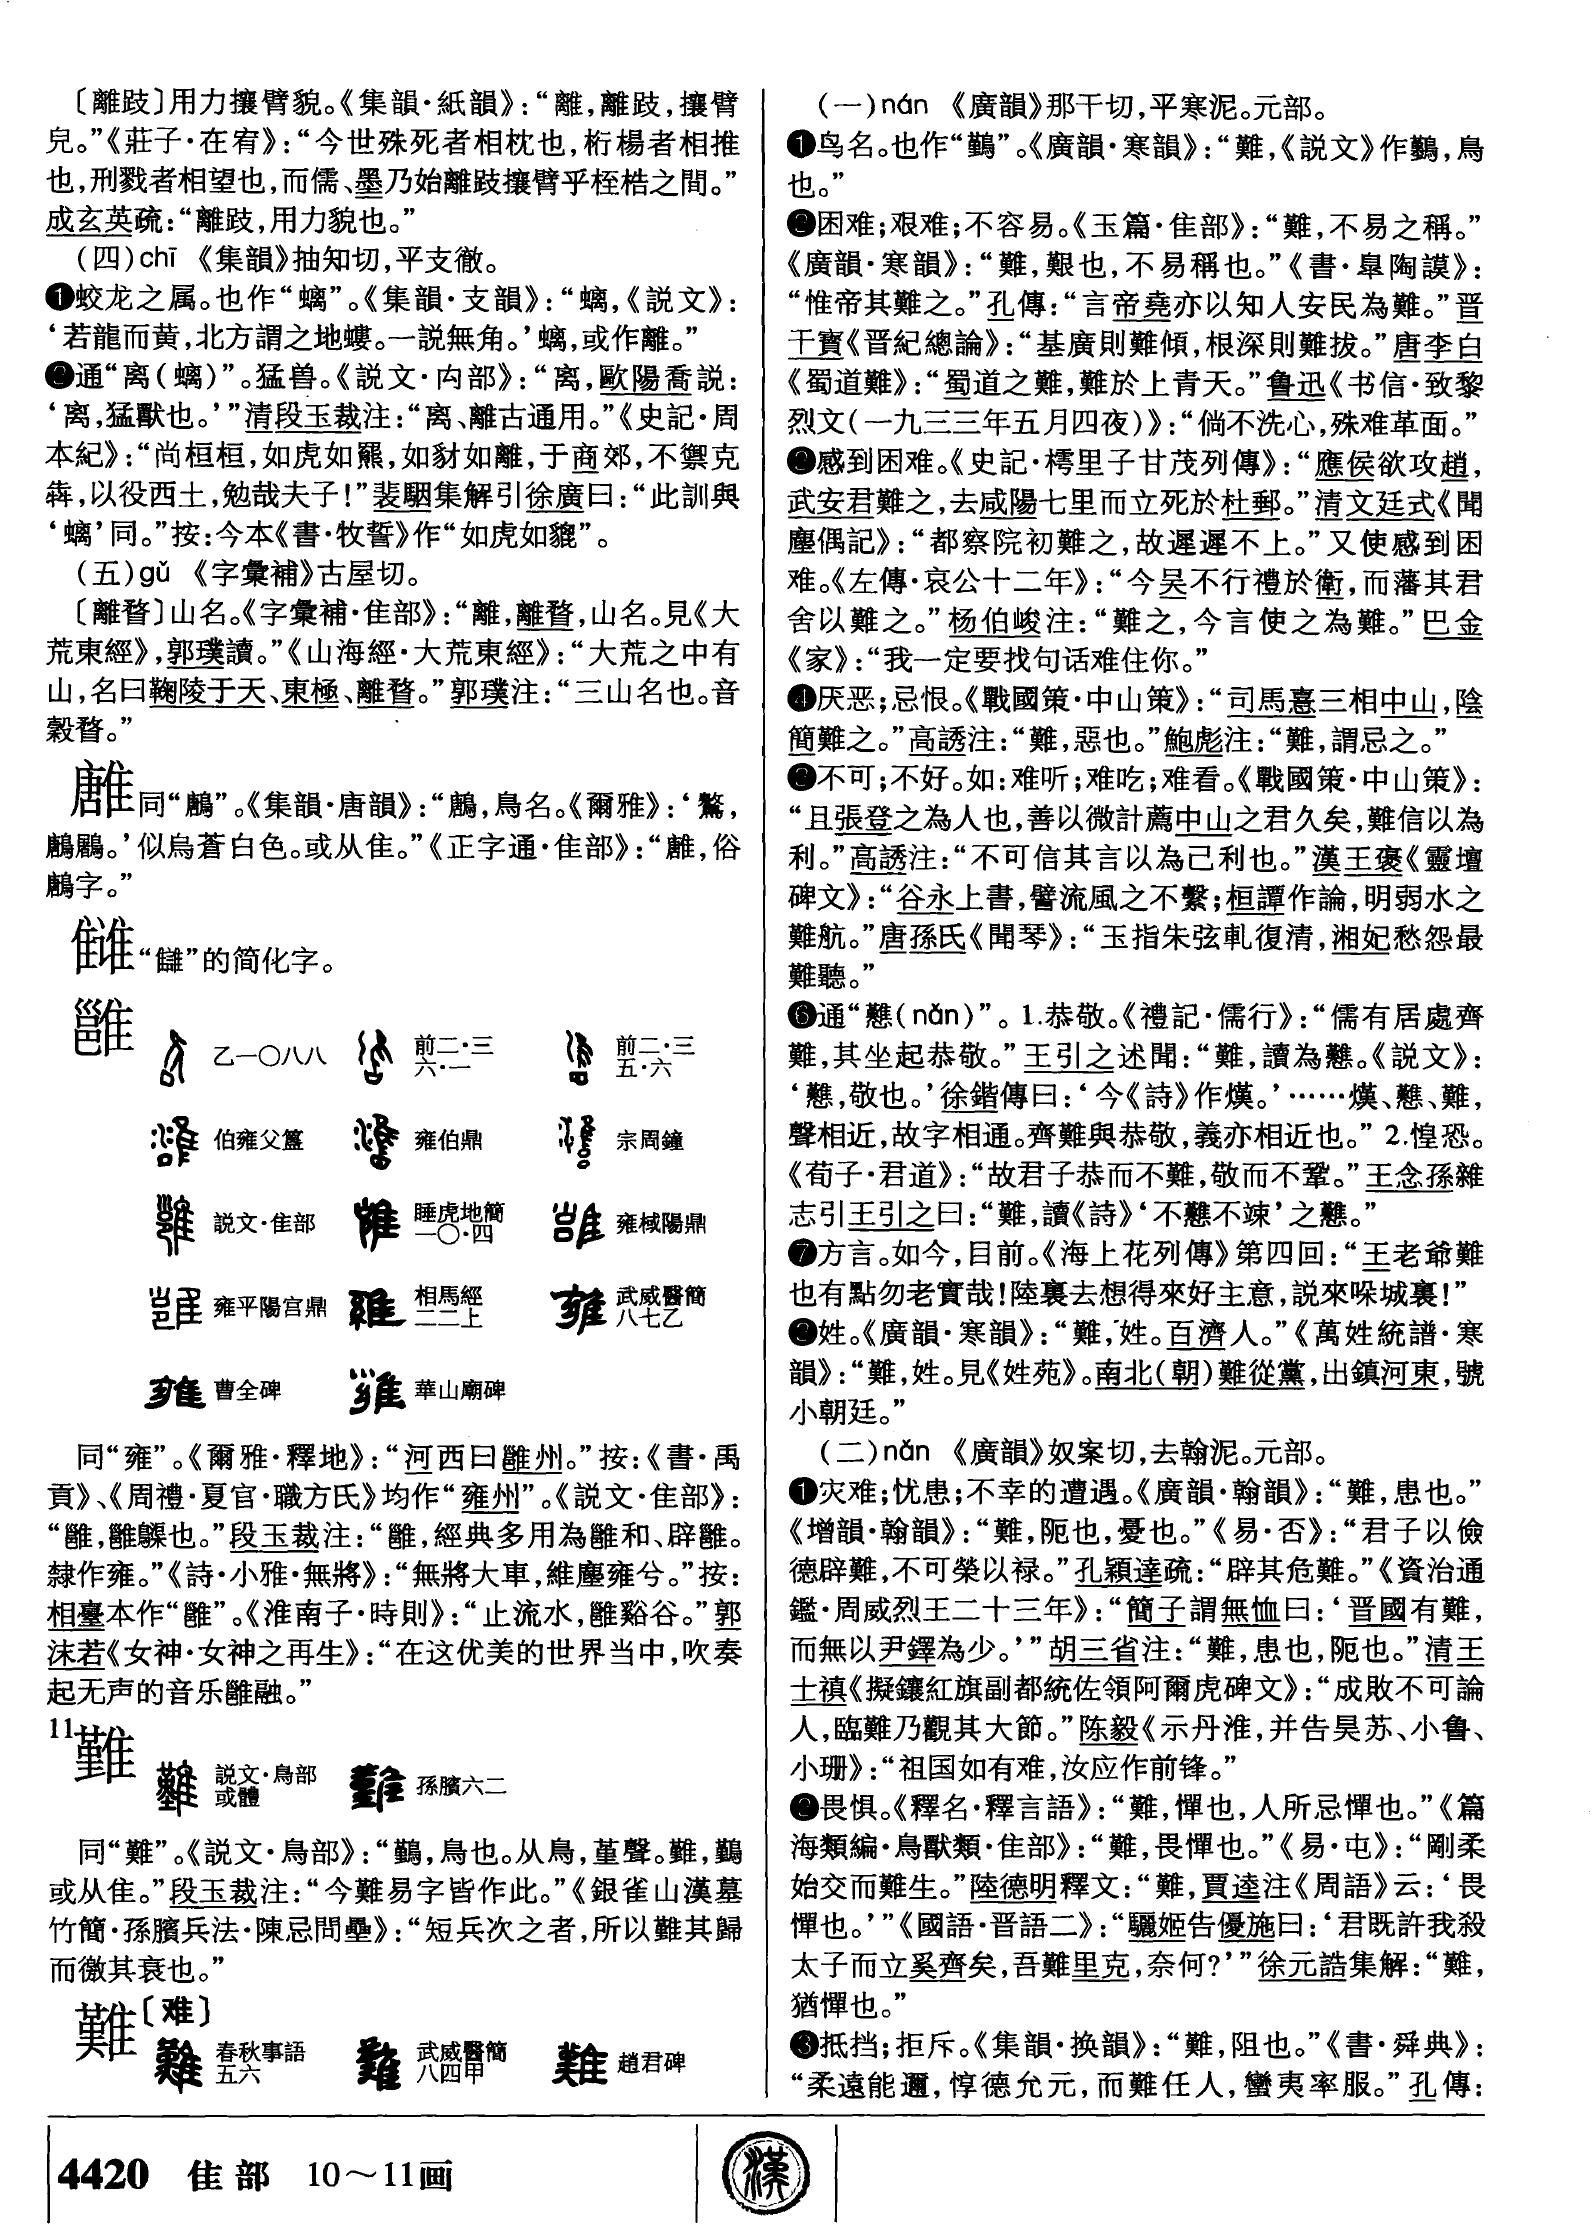 〔離跂〕用力攘臂貌。《集韻·紙韻》：“離，離跂，攘臂
皃。”《莊子·在宥》：“今世殊死者相枕也，桁楊者相推
也，刑戮者相望也，而儒、墨乃始離跂攘臂乎桎梏之間。”
成玄英疏：“離跂，用力貌也。”
(四)chī 《集韻》抽知切，平支徹。
❶蛟龙之属。也作“螭”。《集韻·支韻》：“螭，《説文》：
‘若龍而黄，北方謂之地螻。一説無角。’螭，或作離。”
❷通“离(螭)”。猛兽。《説文·禸部》：“离，歐陽喬説：
‘离，猛獸也。’”清段玉裁注：“离、離古通用。”《史記·周
本紀》：“尚桓桓，如虎如羆，如豺如離，于商郊，不禦克
犇，以役西土，勉哉夫子！”裴駰集解引徐廣曰：“此訓與
‘螭’同。”按：今本《書·牧誓》作“如虎如貔”。
(五)gǔ 《字彙補》古屋切。
〔離瞀〕山名。《字彙補·隹部》：“離，離瞀，山名。見《大
荒東經》，郭璞讀。”《山海經·大荒東經》：“大荒之中有
山，名曰鞠陵于天、東極、離瞀。”郭璞注：“三山名也。音
穀瞀。”
同“鶶”。《集韻·唐韻》：“鶶，鳥名。《爾雅》：‘鷜，
鶶鷵。’似烏蒼白色。或从隹。”《正字通·隹部》：“，俗
鶶字。”
雔“讎”的简化字。
雝
乙一〇八八
前二·三六·一
前二·三五·六
伯雍父簋
雍伯鼎
宗周鐘
説文·隹部
睡虎地簡一〇·四
雍棫陽鼎
雍平陽宫鼎
相馬經二二上
武威醫簡八七乙
曹全碑
華山廟碑
同“雍”。《爾雅·釋地》：“河西曰雝州。”按：《書·禹
貢》、《周禮·夏官·職方氏》均作“雍州”。《説文·隹部》：
“雝，雝也。”段玉裁注：“雝，經典多用為雝和、辟雝。
隸作雍。”《詩·小雅·無將》：“無將大車，維塵雍兮。”按：
相臺本作“雝”。《淮南子·時則》：“止流水，雝谿谷。”郭
沫若《女神·女神之再生》：“在这优美的世界当中，吹奏
起无声的音乐雝融。”
11
説文·鳥部或體
孫臏六二
同“難”。《説文·鳥部》：“鷬，鳥也。从鳥，堇聲。難，鷬
或从隹。”段玉裁注：“今難易字皆作此。”《銀雀山漢墓
竹簡·孫臏兵法·陳忌問壘》：“短兵次之者，所以難其歸
而徼其衰也。”
難〔难〕
春秋事語五六
武威醫簡八四甲
趙君碑
(一)nán 《廣韻》那干切，平寒泥。元部。
❶鸟名。也作“鷬”。《廣韻·寒韻》：“難，《説文》作鷬，鳥
也。”
❷困难；艰难；不容易。《玉篇·隹部》：“難，不易之稱。”
《廣韻·寒韻》：“難，艱也，不易稱也。”《書·臯陶謨》：
“惟帝其難之。”孔傳：“言帝堯亦以知人安民為難。”晋
干寶《晋紀總論》：“基廣則難傾，根深則難拔。”唐李白
《蜀道難》：“蜀道之難，難於上青天。”鲁迅《书信·致黎
烈文(一九三三年五月四夜)》：“倘不洗心，殊难革面。”
❸感到困难。《史記·樗里子甘茂列傳》：“應侯欲攻趙，
武安君難之，去咸陽七里而立死於杜郵。”清文廷式《聞
塵偶記》：“都察院初難之，故遲遲不上。”又使感到困
难。《左傳·哀公十二年》：“今吴不行禮於衛，而藩其君
舍以難之。”杨伯峻注：“難之，今言使之為難。”巴金
《家》：“我一定要找句话难住你。”
❹厌恶；忌恨。《戰國策·中山策》：“司馬憙三相中山，陰
簡難之。”高誘注：“難，惡也。”鮑彪注：“難，謂忌之。”
❺不可；不好。如：难听；难吃；难看。《戰國策·中山策》：
“且張登之為人也，善以微計薦中山之君久矣，難信以為
利。”高誘注：“不可信其言以為己利也。”漢王褒《靈壇
碑文》：“谷永上書，譬流風之不繫；桓譚作論，明弱水之
難航。”唐孫氏《聞琴》：“玉指朱弦軋復清，湘妃愁怨最
難聽。”
❻通“戁(nǎn)”。1.恭敬。《禮記·儒行》：“儒有居處齊
難，其坐起恭敬。”王引之述聞：“難，讀為戁。《説文》：
‘戁，敬也。’徐鍇傳曰：‘今《詩》作熯。’……熯、戁、難，
聲相近，故字相通。齊難與恭敬，義亦相近也。”2.惶恐。
《荀子·君道》：“故君子恭而不難，敬而不鞏。”王念孫雜
志引王引之曰：“難，讀《詩》‘不戁不竦’之戁。”
❼方言。如今，目前。《海上花列傳》第四回：“王老爺難
也有點勿老實哉！陸裏去想得來好主意，説來哚城裏！”
❽姓。《廣韻·寒韻》：“難，姓。百濟人。”《萬姓統譜·寒
韻》：“難，姓。見《姓苑》。南北(朝)難從黨，出鎮河東，號
小朝廷。”
(二)nàn 《廣韻》奴案切，去翰泥。元部。
❶灾难；忧患；不幸的遭遇。《廣韻·翰韻》：“難，患也。”
《增韻·翰韻》：“難，阨也，憂也。”《易·否》：“君子以儉
德辟難，不可榮以禄。”孔穎達疏：“辟其危難。”《資治通
鑑·周威烈王二十三年》：“簡子謂無恤曰：‘晋國有難，
而無以尹鐸為少。’”胡三省注：“難，患也，阨也。”清王
士禛《擬鑲紅旗副都統佐領阿爾虎碑文》：“成敗不可論
人，臨難乃觀其大節。”陈毅《示丹淮，并告昊苏、小鲁、
小珊》：“祖国如有难，汝应作前锋。”
❷畏惧。《釋名·釋言語》：“難，憚也，人所忌憚也。”《篇
海類編·鳥獸類·隹部》：“難，畏憚也。”《易·屯》：“剛柔
始交而難生。”陸德明釋文：“難，賈逵注《周語》云：‘畏
憚也。’”《國語·晋語二》：“驪姬告優施曰：‘君既許我殺
太子而立奚齊矣，吾難里克，奈何？’”徐元誥集解：“難，
猶憚也。”
❸抵挡；拒斥。《集韻·换韻》：“難，阻也。”《書·舜典》：
“柔遠能邇，惇德允元，而難任人，蠻夷率服。”孔傳：
4420 隹部 10～11画
漢